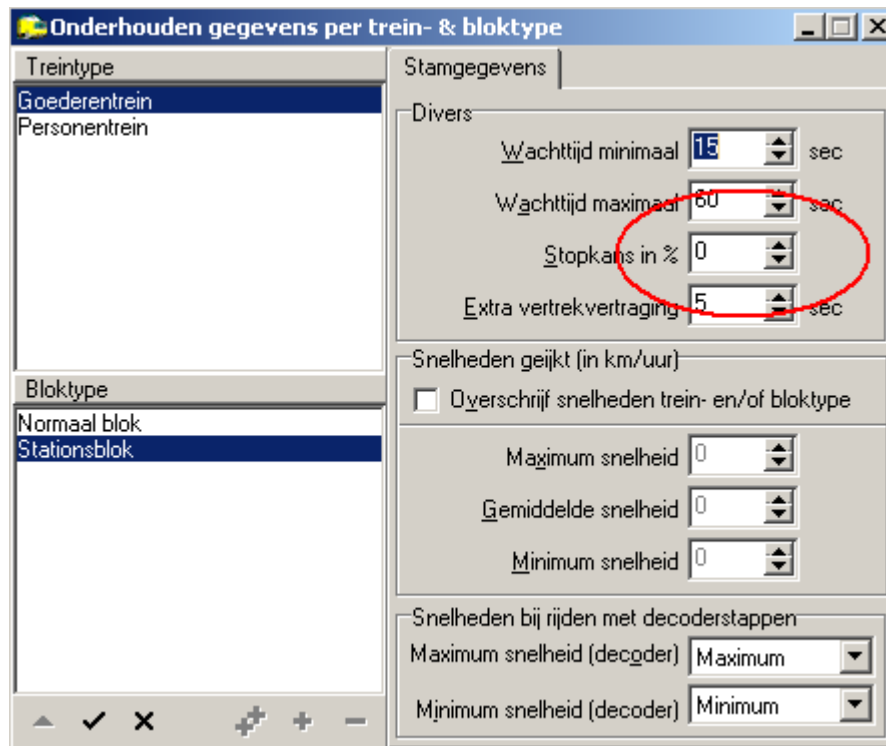 Onderhouden gegevens per trein- & bloktype
Treintype
Goederentrein
Personentrein
Bloktype
Normaal blok
Stationsblok
Stamgegevens
Divers
Wachttijd minimaal 15 sec
Wachttijd maximaal 60 sec
Stopkans in % 0
Extra vertrekvertraging 5 sec
Snelheden geijkt (in km/uur)
Overschrijf snelheden trein- en/of bloktype
Maximum snelheid 0
Gemiddelde snelheid 0
Minimum snelheid 0
Snelheden bij rijden met decoderstappen
Maximum snelheid (decoder) Maximum
Minimum snelheid (decoder) Minimum